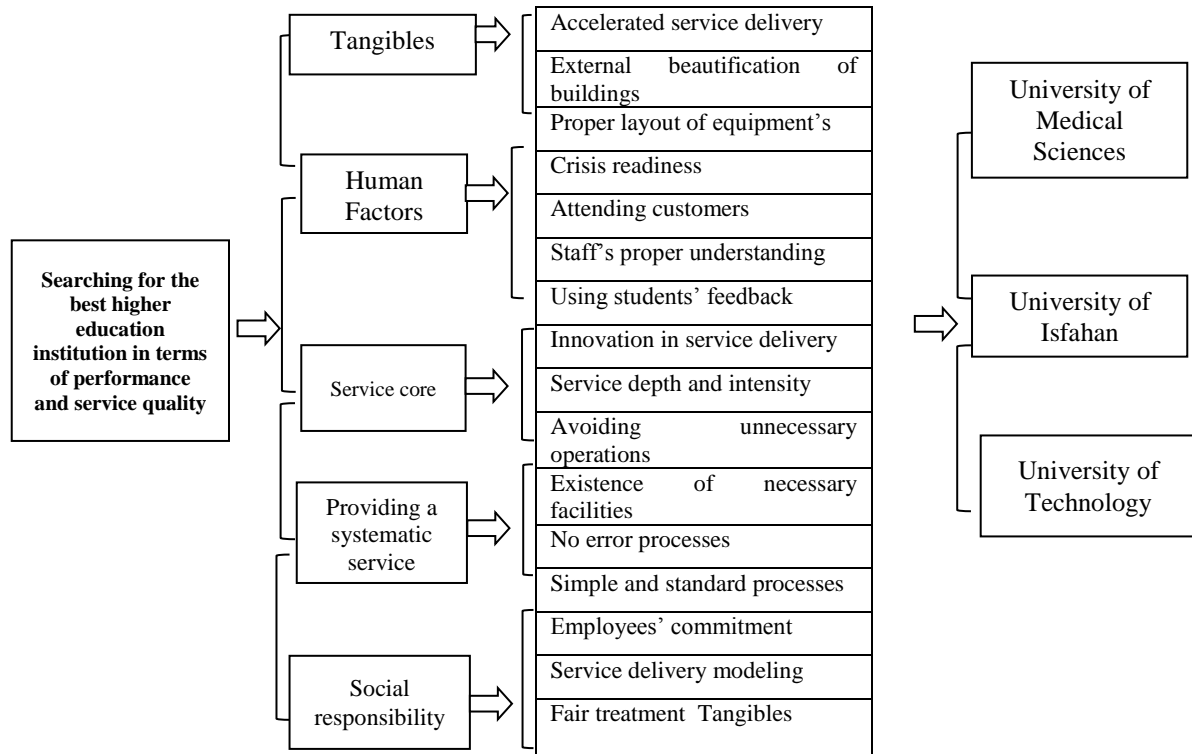 Searching for the
best higher
education
institution in terms
of performance
and service quality
Tangibles
Human
Factors
Service core
Providing a
systematic
service
Social
responsibility
Accelerated service delivery
External beautification of
buildings
Proper layout of equipment's
Crisis readiness
Attending customers
Staff's proper understanding
Using students' feedback
Innovation in service delivery
Service depth and intensity
Avoiding unnecessary
operations
Existence of necessary
facilities
No error processes
Simple and standard processes
Employees' commitment
Service delivery modeling
Fair treatment Tangibles
University of
Medical
Sciences
University of
Isfahan
University of
Technology